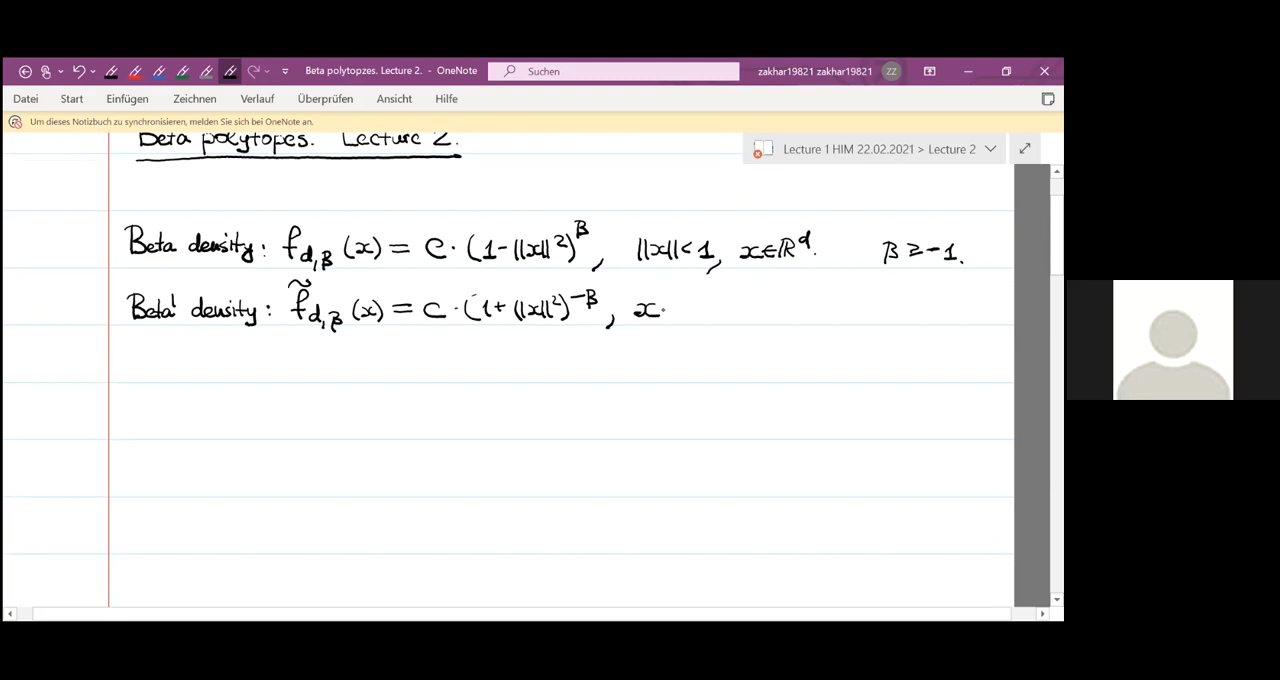 Beta polytopzes. Lecture 2. - OneNote
Suchen
zakhar19821 zakhar19821
ZZ
Datei Start Einfügen Zeichnen Verlauf Überprüfen Ansicht Hilfe
Um dieses Notizbuch zu synchronisieren, melden Sie sich bei OneNote an.
Beta polytopes. Lecture 2.
Lecture 1 HIM 22.02.2021 > Lecture 2
Beta density: f_{d,β}(x) = C · (1-||x||²)^β, ||x|| < 1, x∈ℝ^d. β ≥ -1.
Beta' density: f̃_{d,β}(x) = C · (1+||x||²)^{-β}, x